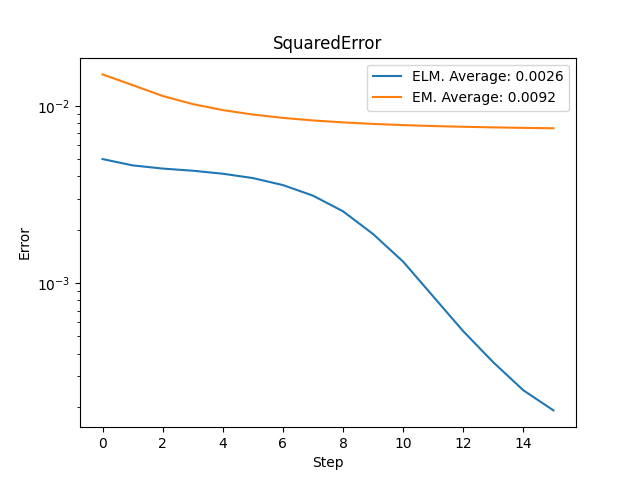 SquaredError
ELM. Average: 0.0026
EM. Average: 0.0092
10⁻²
10⁻³
Error
0 2 4 6 8 10 12 14
Step